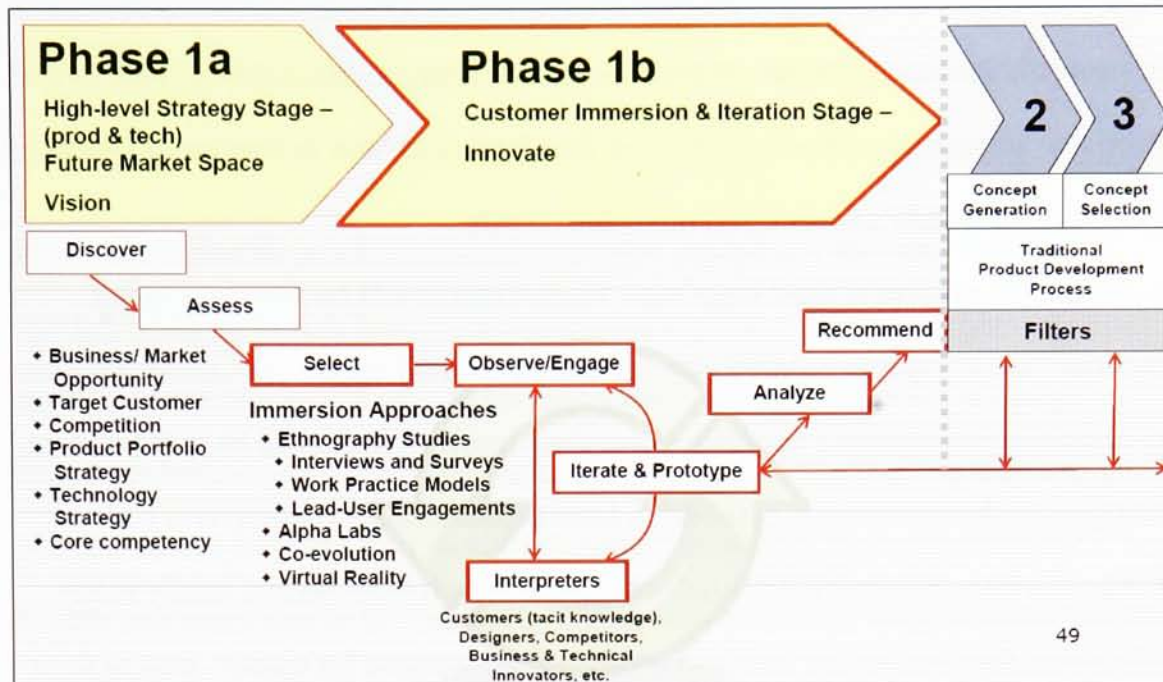 Phase 1a
High-level Strategy Stage –
(prod & tech)
Future Market Space
Vision
Phase 1b
Customer Immersion & Iteration Stage –
Innovate
2
3
Concept
Generation
Concept
Selection
Traditional
Product Development
Process
Filters
Discover
Assess
Select
Observe/Engage
Recommend
Analyze
Iterate & Prototype
Interpreters
Business/ Market
Opportunity
Target Customer
Competition
Product Portfolio
Strategy
Technology
Strategy
Core competency
Immersion Approaches
Ethnography Studies
Interviews and Surveys
Work Practice Models
Lead-User Engagements
Alpha Labs
Co-evolution
Virtual Reality
Customers (tacit knowledge),
Designers, Competitors,
Business & Technical
Innovators, etc.
49